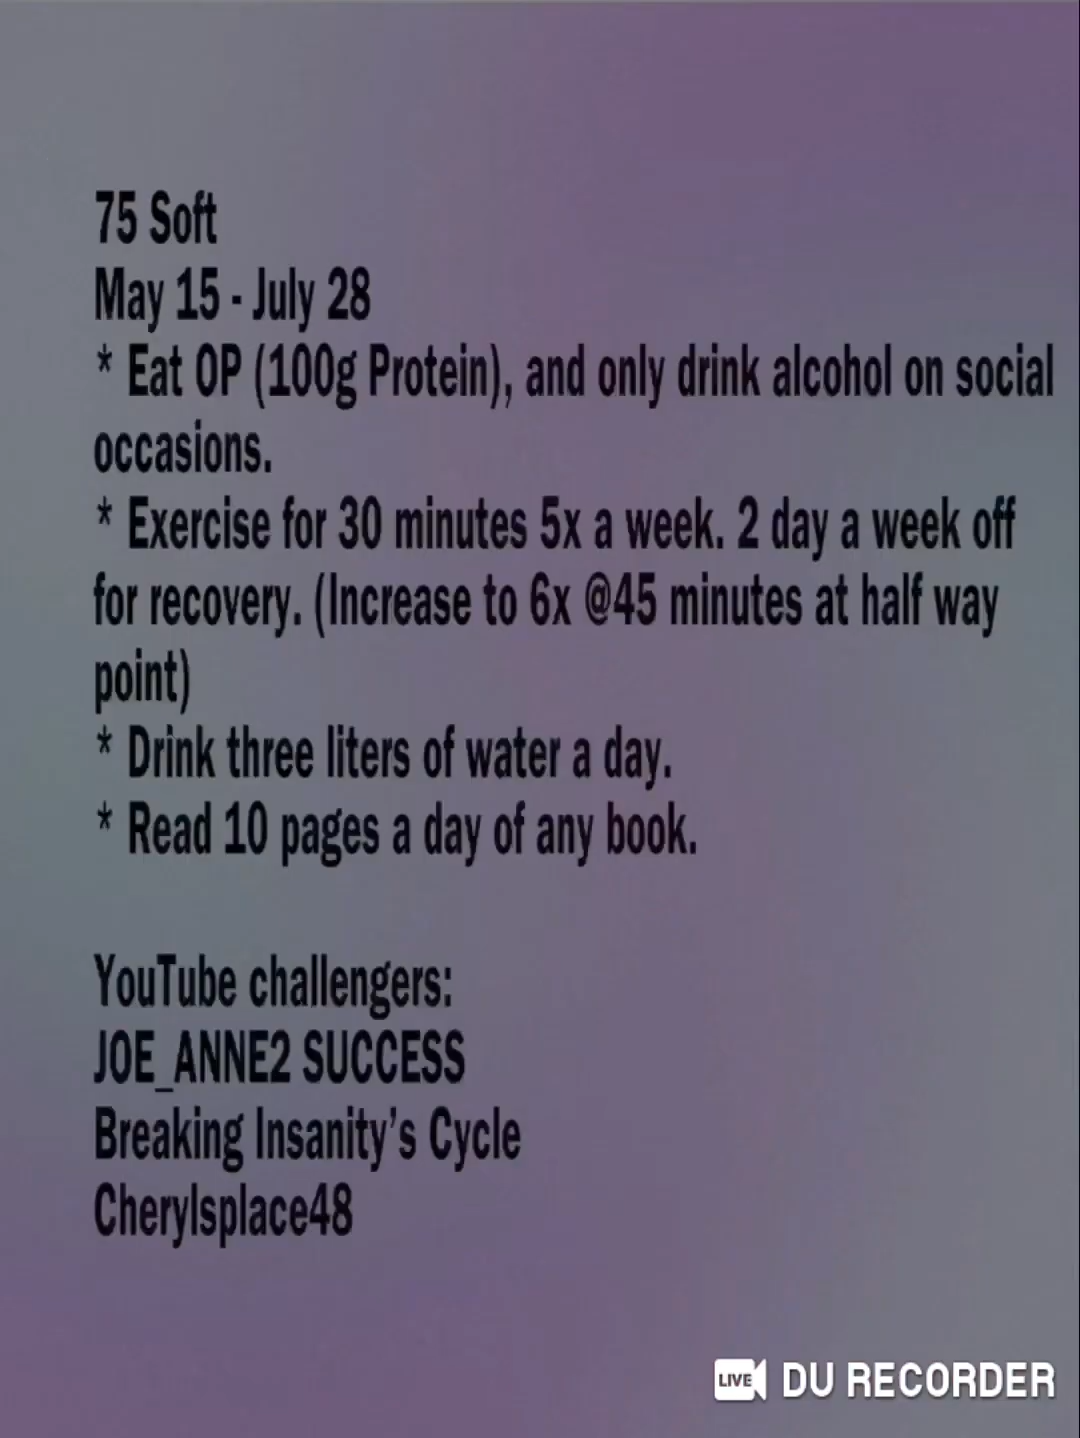 75 Soft
May 15 - July 28
* Eat OP (100g Protein), and only drink alcohol on social
occasions.
* Exercise for 30 minutes 5x a week. 2 day a week off
for recovery. (Increase to 6x @45 minutes at half way
point)
* Drink three liters of water a day.
* Read 10 pages a day of any book.
YouTube challengers:
JOE_ANNE2 SUCCESS
Breaking Insanity's Cycle
Cherylsplace48
LIVE DU RECORDER